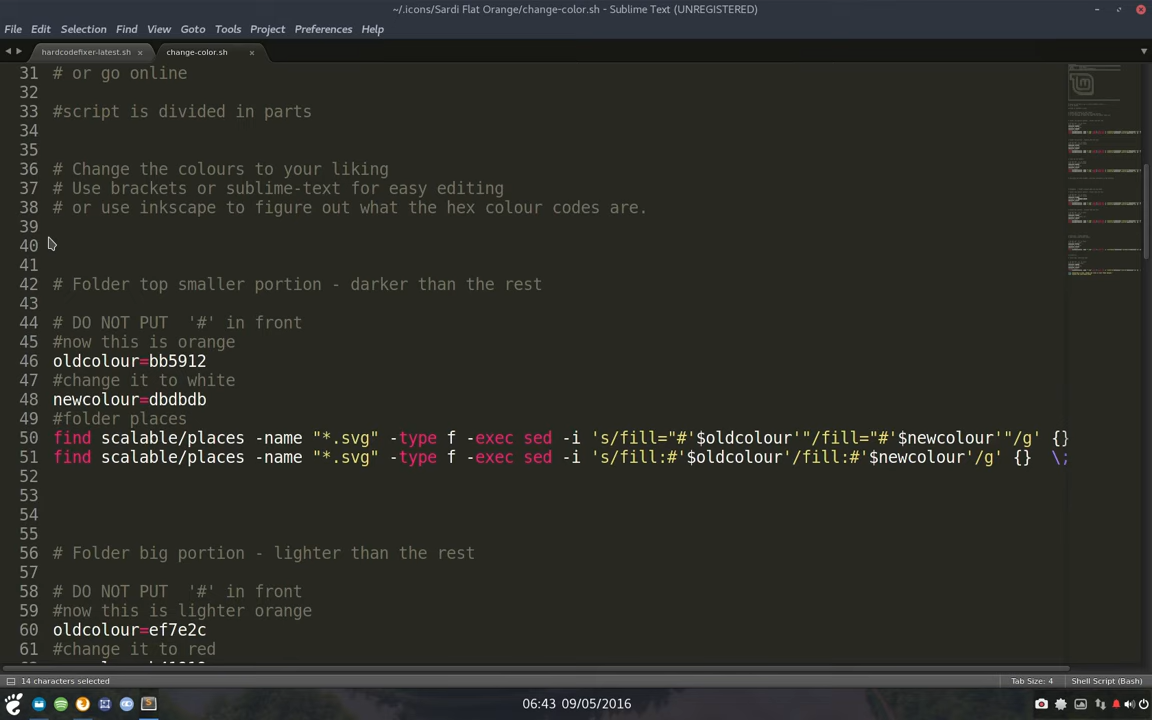 ~/.icons/Sardi Flat Orange/change-color.sh - Sublime Text (UNREGISTERED)
File Edit Selection Find View Goto Tools Project Preferences Help
hardcodefixer-latest.sh × change-color.sh ×
31 # or go online
32
33 #script is divided in parts
34
35
36 # Change the colours to your liking
37 # Use brackets or sublime-text for easy editing
38 # or use inkscape to figure out what the hex colour codes are.
39
40
41
42 # Folder top smaller portion - darker than the rest
43
44 # DO NOT PUT  '#' in front
45 #now this is orange
46 oldcolour=bb5912
47 #change it to white
48 newcolour=dbdbdb
49 #folder places
50 find scalable/places -name "*.svg" -type f -exec sed -i 's/fill="#'$oldcolour'"/fill="#'$newcolour'"/g' {}
51 find scalable/places -name "*.svg" -type f -exec sed -i 's/fill:#'$oldcolour'/fill:#'$newcolour'/g' {}  \;
52
53
54
55
56 # Folder big portion - lighter than the rest
57
58 # DO NOT PUT  '#' in front
59 #now this is lighter orange
60 oldcolour=ef7e2c
61 #change it to red
14 characters selected Tab Size: 4 Shell Script (Bash)
06:43 09/05/2016